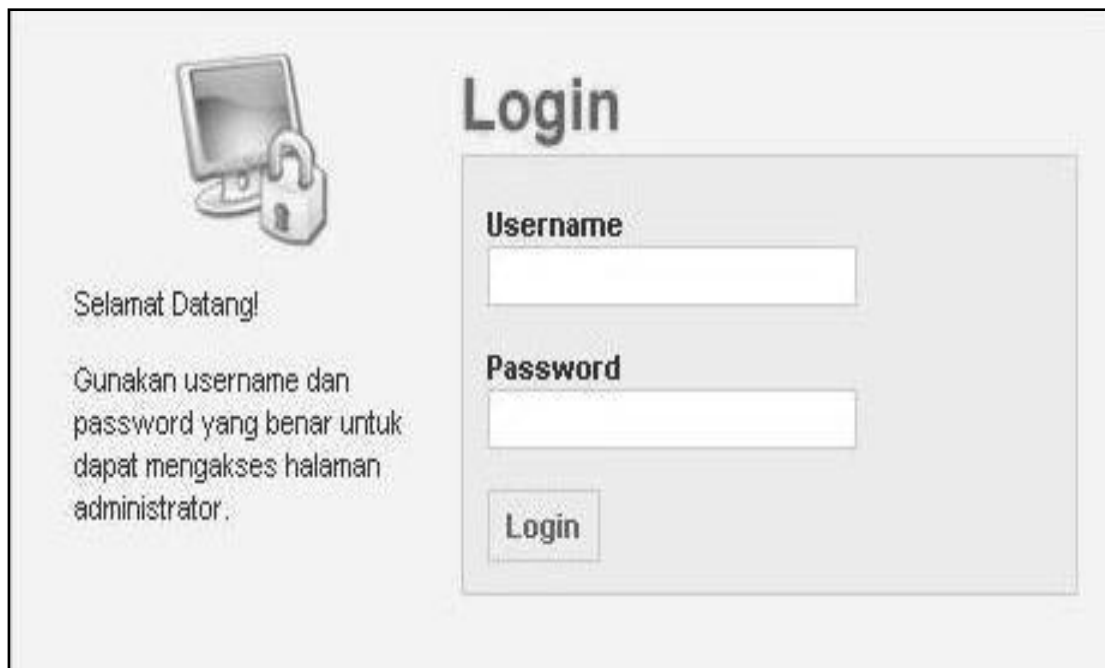 Login
Selamat Datang!
Gunakan username dan
password yang benar untuk
dapat mengakses halaman
administrator.
Username
Password
Login